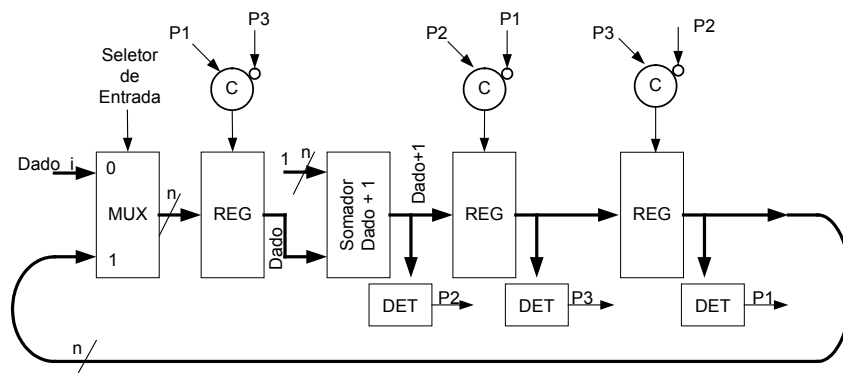 P1
P3
P2
P1
P3
P2
Seletor
de
Entrada
C
C
C
Dado_i
0
MUX
1
n
REG
Dado
1
n
Somador
Dado + 1
Dado+1
REG
REG
DET
P2
DET
P3
DET
P1
n